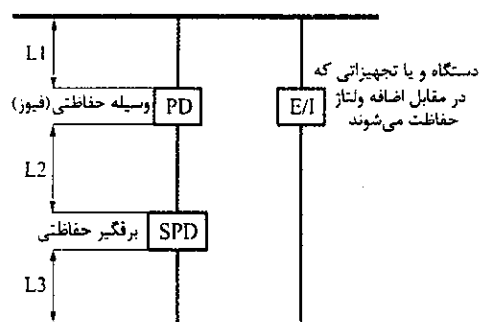 L1
دستگاه و یا تجهیزاتی که
در مقابل اضافه ولتاژ
حفاظت می‌شوند
وسیله حفاظتی(فیوز)
PD
E/I
L2
برقگیر حفاظتی
SPD
L3